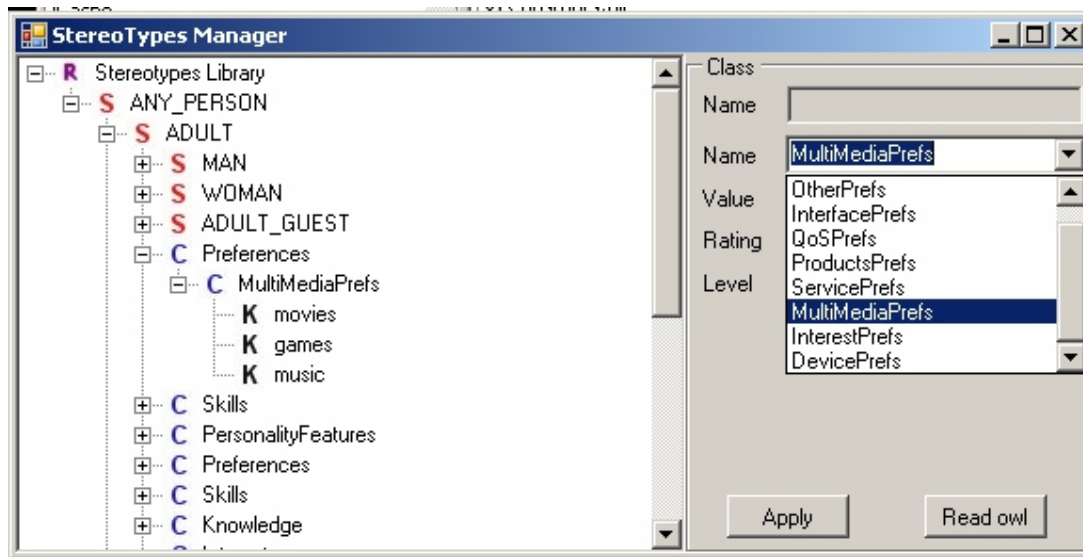 StereoTypes Manager
R Stereotypes Library
S ANY_PERSON
S ADULT
S MAN
S WOMAN
S ADULT_GUEST
C Preferences
C MultiMediaPrefs
K movies
K games
K music
C Skills
C PersonalityFeatures
C Preferences
C Skills
C Knowledge
Class
Name
Name MultiMediaPrefs
Value
Rating
Level
OtherPrefs
InterfacePrefs
QoSPrefs
ProductsPrefs
ServicePrefs
MultiMediaPrefs
InterestPrefs
DevicePrefs
Apply
Read owl